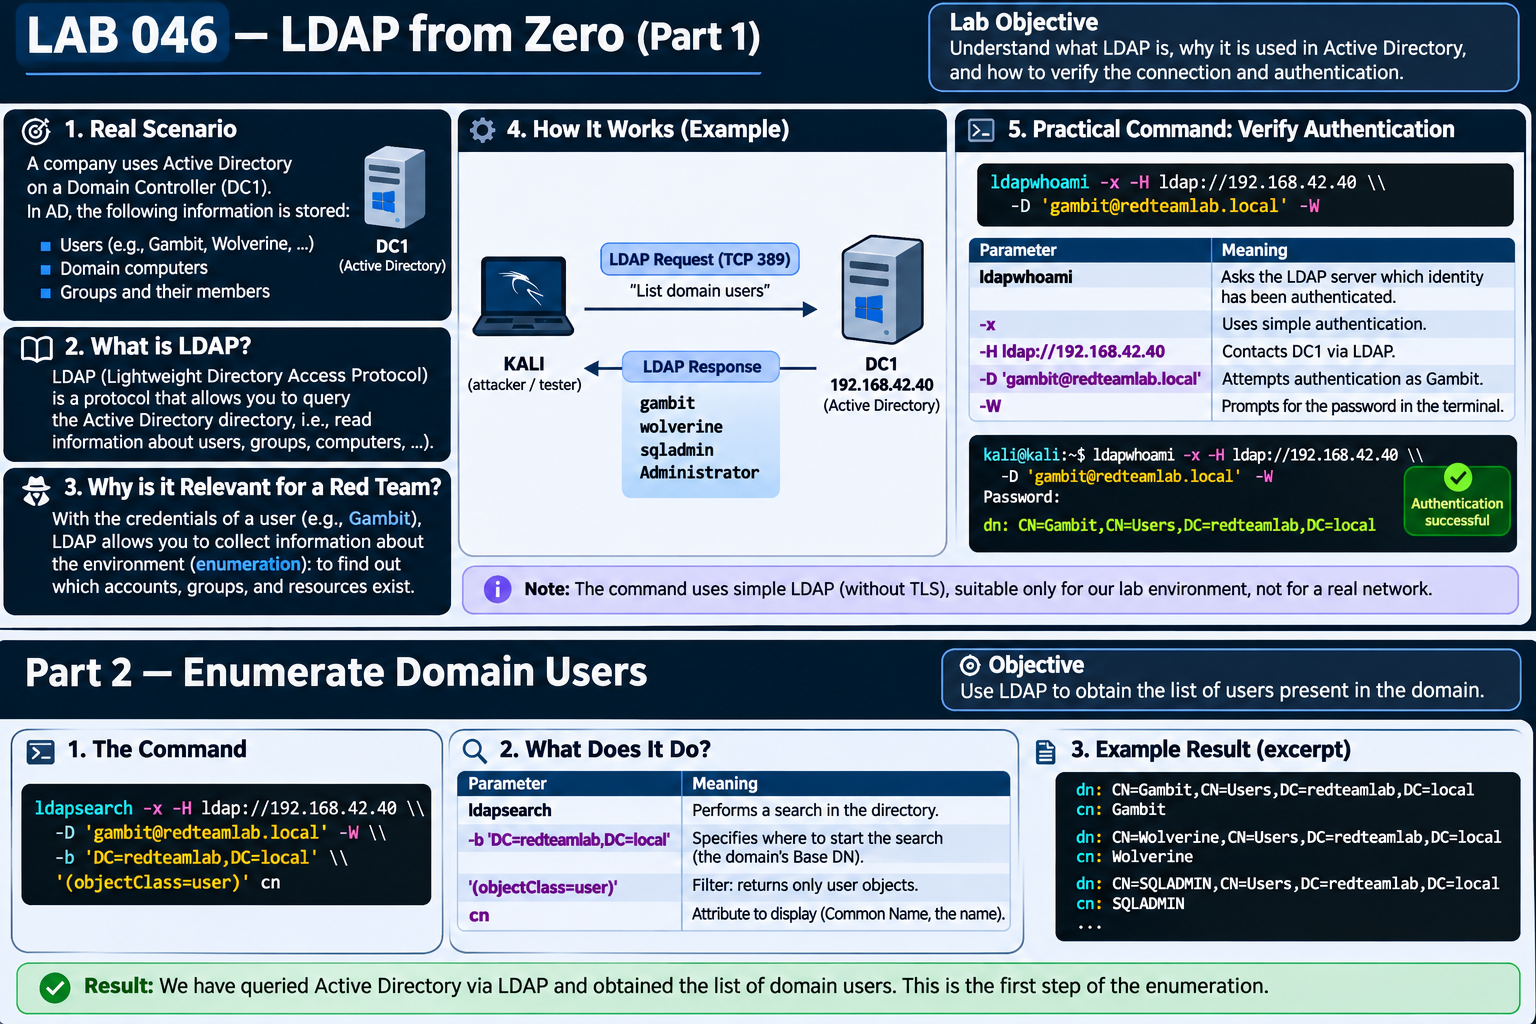 LAB 046 — LDAP from Zero (Part 1)
Lab Objective
Understand what LDAP is, why it is used in Active Directory,
and how to verify the connection and authentication.
1. Real Scenario
A company uses Active Directory
on a Domain Controller (DC1).
In AD, the following information is stored:
Users (e.g., Gambit, Wolverine, ...)
Domain computers
Groups and their members
DC1
(Active Directory)
2. What is LDAP?
LDAP (Lightweight Directory Access Protocol)
is a protocol that allows you to query
the Active Directory directory, i.e., read
information about users, groups, computers, ...).
3. Why is it Relevant for a Red Team?
With the credentials of a user (e.g., Gambit),
LDAP allows you to collect information about
the environment (enumeration): to find out
which accounts, groups, and resources exist.
4. How It Works (Example)
LDAP Request (TCP 389)
"List domain users"
KALI
(attacker / tester)
LDAP Response
gambit
wolverine
sqladmin
Administrator
DC1
192.168.42.40
(Active Directory)
5. Practical Command: Verify Authentication
ldapwhoami -x -H ldap://192.168.42.40 \\
-D 'gambit@redteamlab.local' -W
Parameter Meaning
ldapwhoami Asks the LDAP server which identity
has been authenticated.
-x Uses simple authentication.
-H ldap://192.168.42.40 Contacts DC1 via LDAP.
-D 'gambit@redteamlab.local' Attempts authentication as Gambit.
-W Prompts for the password in the terminal.
kali@kali:~$ ldapwhoami -x -H ldap://192.168.42.40 \\
-D 'gambit@redteamlab.local' -W
Password:
dn: CN=Gambit,CN=Users,DC=redteamlab,DC=local
Authentication
successful
Note: The command uses simple LDAP (without TLS), suitable only for our lab environment, not for a real network.
Part 2 — Enumerate Domain Users
Objective
Use LDAP to obtain the list of users present in the domain.
1. The Command
ldapsearch -x -H ldap://192.168.42.40 \\
-D 'gambit@redteamlab.local' -W \\
-b 'DC=redteamlab,DC=local' \\
'(objectClass=user)' cn
2. What Does It Do?
Parameter Meaning
ldapsearch Performs a search in the directory.
-b 'DC=redteamlab,DC=local' Specifies where to start the search
(the domain's Base DN).
'(objectClass=user)' Filter: returns only user objects.
cn Attribute to display (Common Name, the name).
3. Example Result (excerpt)
dn: CN=Gambit,CN=Users,DC=redteamlab,DC=local
cn: Gambit
dn: CN=Wolverine,CN=Users,DC=redteamlab,DC=local
cn: Wolverine
dn: CN=SQLADMIN,CN=Users,DC=redteamlab,DC=local
cn: SQLADMIN
...
Result: We have queried Active Directory via LDAP and obtained the list of domain users. This is the first step of the enumeration.